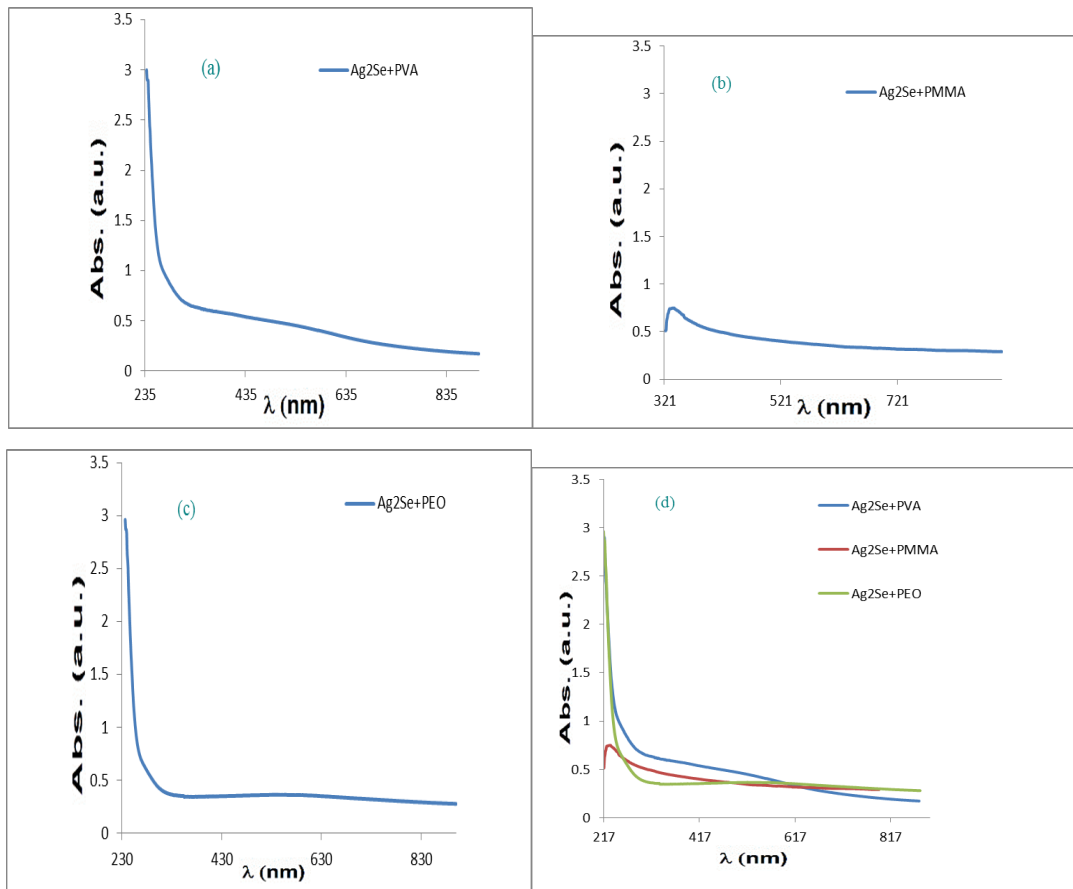 3.5
3
2.5
2
1.5
1
0.5
0
Abs. (a.u.)
(a)
Ag2Se+PVA
235
435
635
835
λ (nm)
3.5
3
2.5
2
1.5
1
0.5
0
Abs. (a.u.)
(b)
Ag2Se+PMMA
321
521
721
λ (nm)
3.5
3
2.5
2
1.5
1
0.5
0
Abs. (a.u.)
(c)
Ag2Se+PEO
230
430
630
830
λ (nm)
3.5
3
2.5
2
1.5
1
0.5
0
Abs. (a.u.)
(d)
Ag2Se+PVA
Ag2Se+PMMA
Ag2Se+PEO
217
417
617
817
λ (nm)